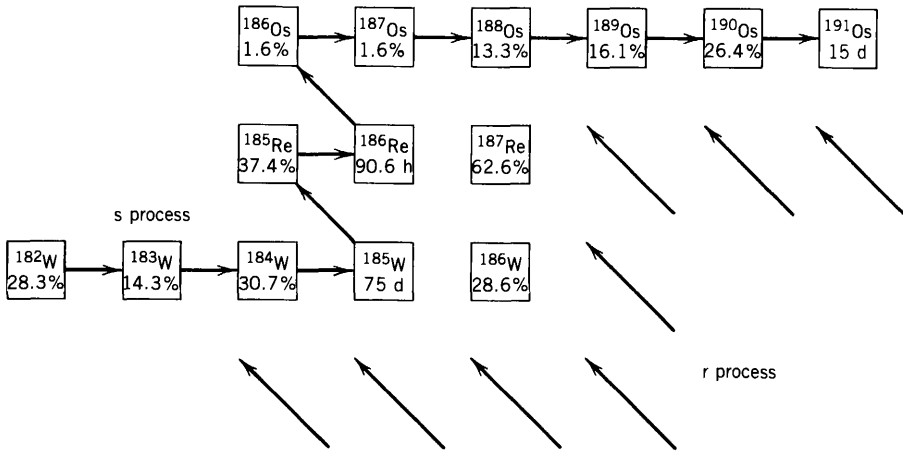 ¹⁸⁶Os
1.6%
¹⁸⁷Os
1.6%
¹⁸⁸Os
13.3%
¹⁸⁹Os
16.1%
¹⁹⁰Os
26.4%
¹⁹¹Os
15 d
¹⁸⁵Re
37.4%
¹⁸⁶Re
90.6 h
¹⁸⁷Re
62.6%
s process
¹⁸²W
28.3%
¹⁸³W
14.3%
¹⁸⁴W
30.7%
¹⁸⁵W
75 d
¹⁸⁶W
28.6%
r process